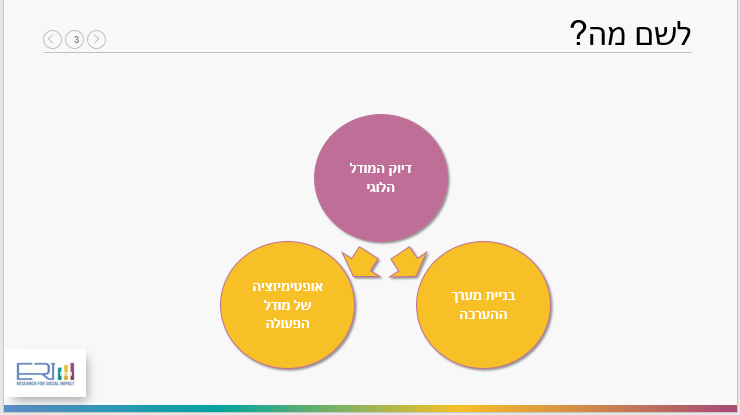 לשם מה?
3
דיוק המודל
הלוגי
בניית מערך
ההערכה
אופטימיזציה
של מודל
הפעולה
ERI
RESEARCH FOR SOCIAL IMPACT